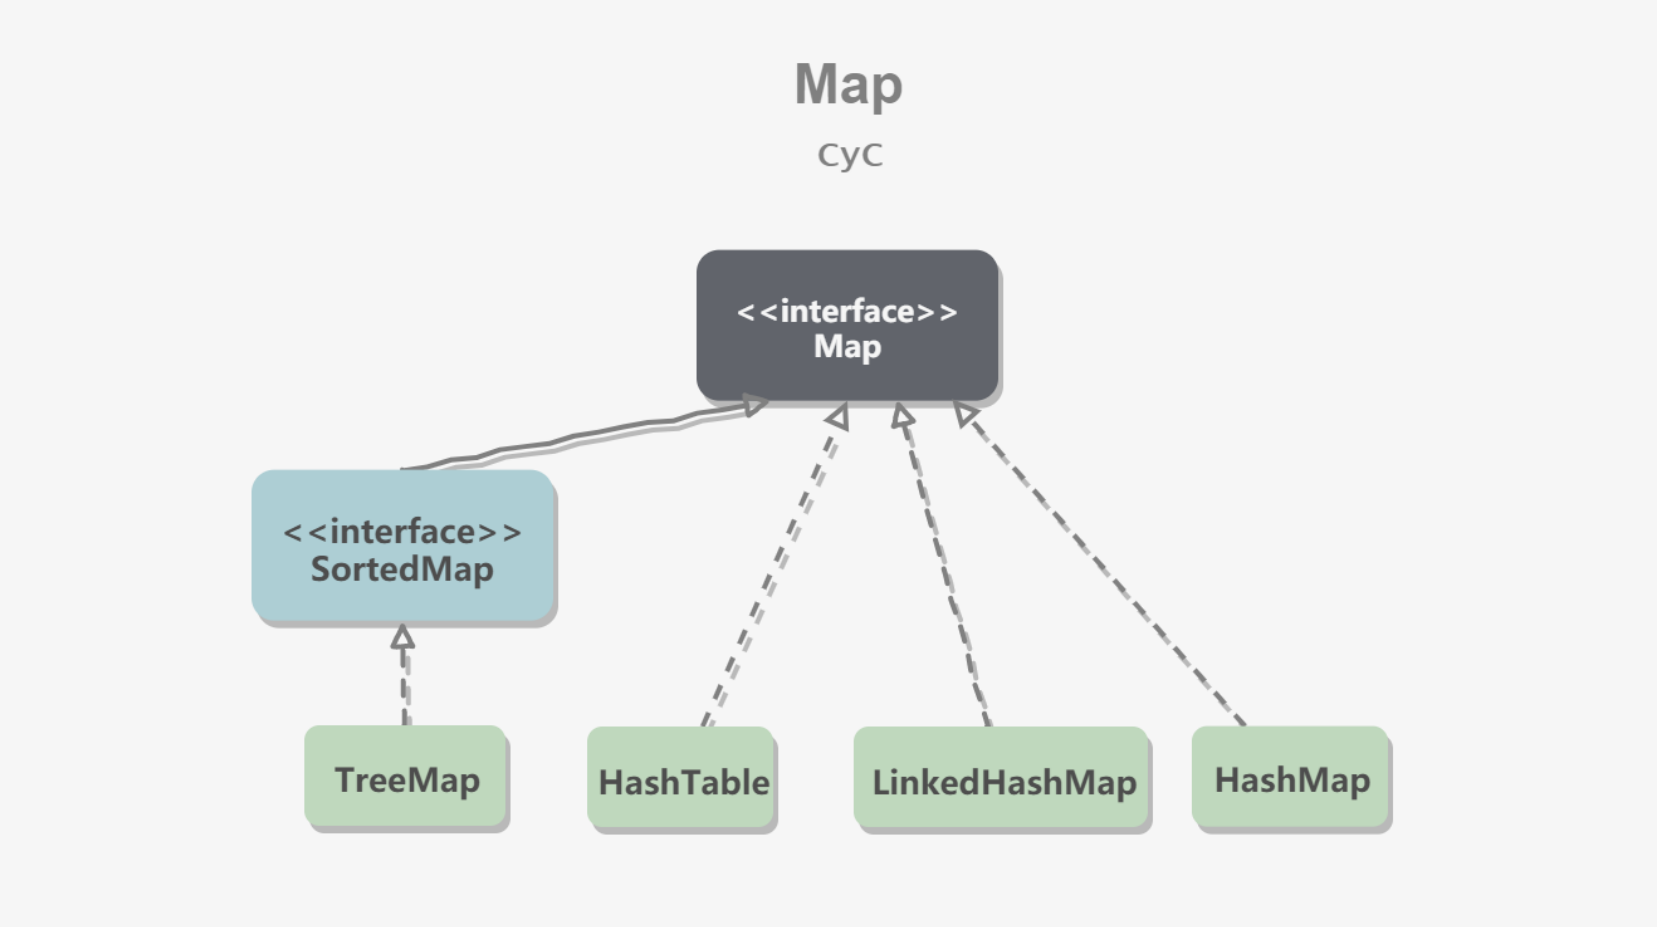 Map
CyC
<<interface>>
Map
<<interface>>
SortedMap
TreeMap
HashTable
LinkedHashMap
HashMap